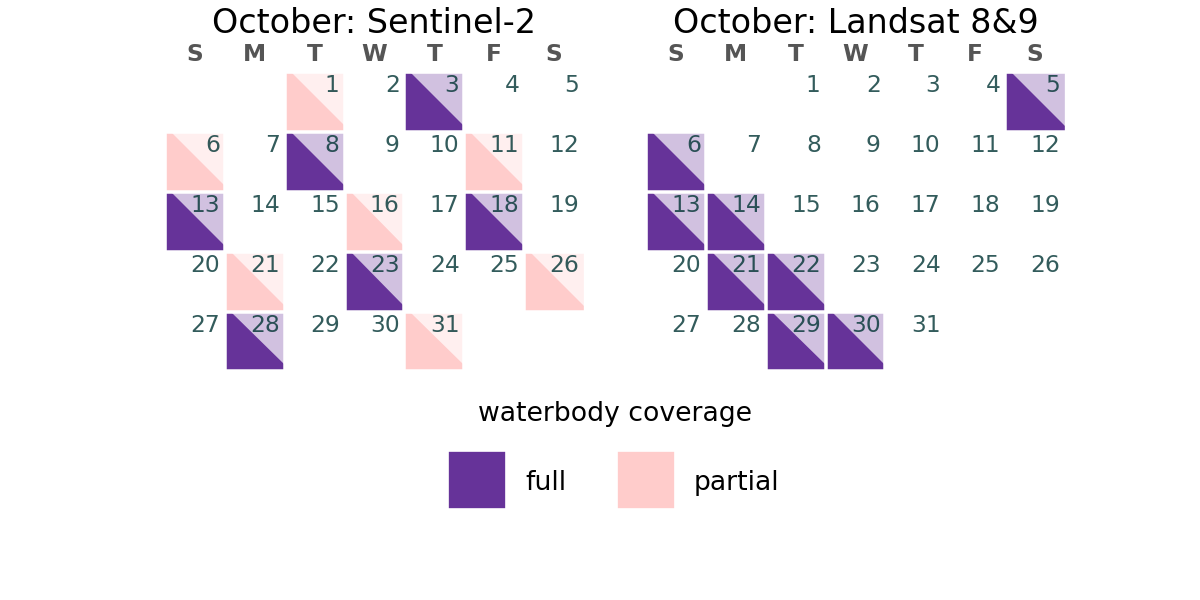 October: Sentinel-2
S M T W T F S
1 2 3 4 5
6 7 8 9 10 11 12
13 14 15 16 17 18 19
20 21 22 23 24 25 26
27 28 29 30 31
October: Landsat 8&9
S M T W T F S
1 2 3 4 5
6 7 8 9 10 11 12
13 14 15 16 17 18 19
20 21 22 23 24 25 26
27 28 29 30 31
waterbody coverage
full partial